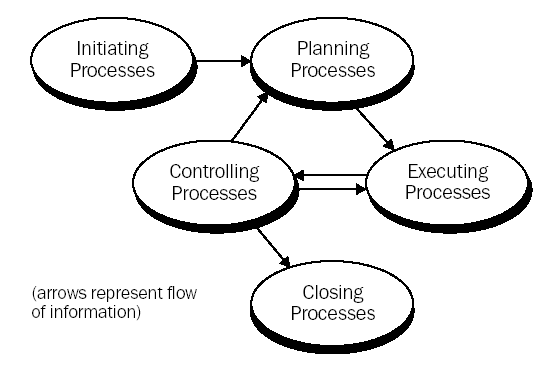 Initiating
Processes
Planning
Processes
Controlling
Processes
Executing
Processes
Closing
Processes
(arrows represent flow
of information)